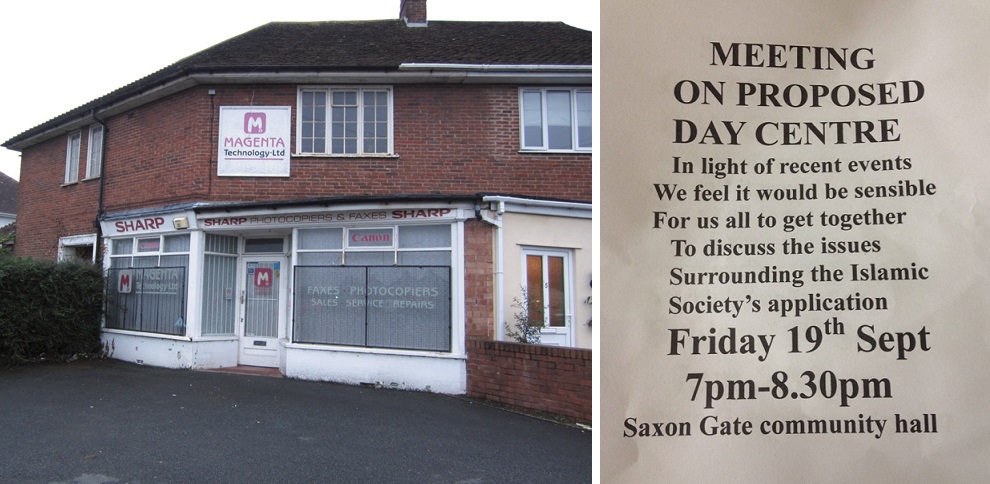 M
MAGENTA
Technology Ltd
SHARP
SHARP PHOTOCOPIERS & FAXES SHARP
Canon
M MAGENTA
M
FAXES PHOTOCOPIERS
SALES SERVICE REPAIRS
MEETING
ON PROPOSED
DAY CENTRE
In light of recent events
We feel it would be sensible
For us all to get together
To discuss the issues
Surrounding the Islamic
Society's application
Friday 19th Sept
7pm-8.30pm
Saxon Gate community hall